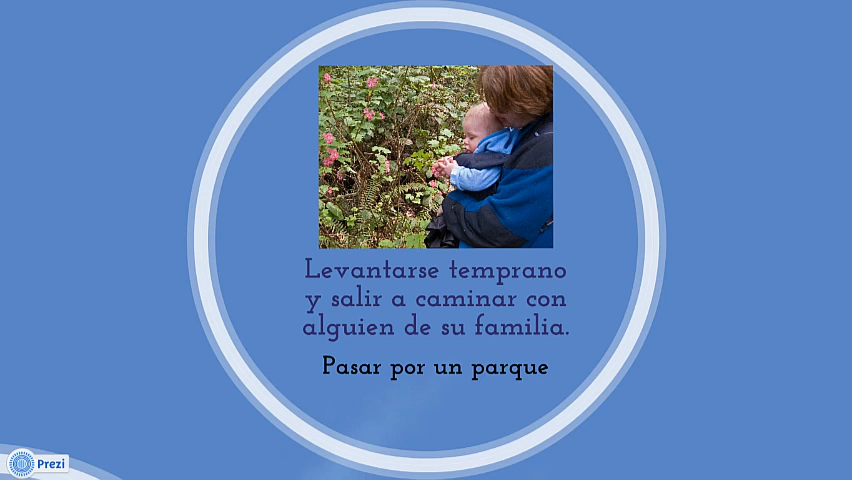 Levantarse temprano
y salir a caminar con
alguien de su familia.
Pasar por un parque
Prezi